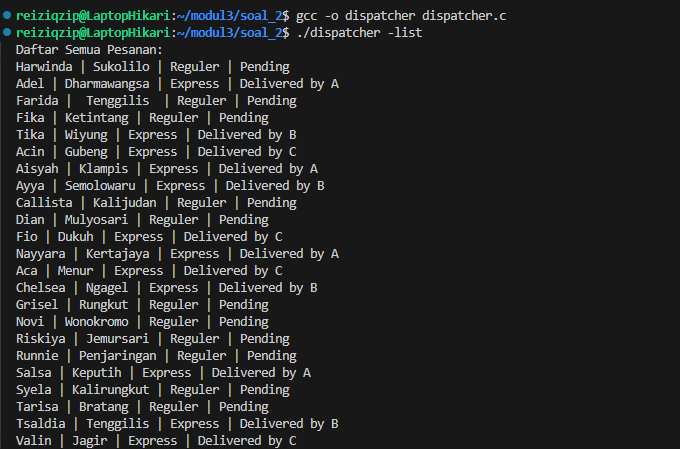 reiziqzip@LaptopHikari:~/modul3/soal_2$ gcc -o dispatcher dispatcher.c
reiziqzip@LaptopHikari:~/modul3/soal_2$ ./dispatcher -list
Daftar Semua Pesanan:
Harwinda | Sukolilo | Reguler | Pending
Adel | Dharmawangsa | Express | Delivered by A
Farida |  Tenggilis  | Reguler | Pending
Fika | Ketintang | Reguler | Pending
Tika | Wiyung | Express | Delivered by B
Acin | Gubeng | Express | Delivered by C
Aisyah | Klampis | Express | Delivered by A
Ayya | Semolowaru | Express | Delivered by B
Callista | Kalijudan | Reguler | Pending
Dian | Mulyosari | Reguler | Pending
Fio | Dukuh | Express | Delivered by C
Nayyara | Kertajaya | Express | Delivered by A
Aca | Menur | Express | Delivered by C
Chelsea | Ngagel | Express | Delivered by B
Grisel | Rungkut | Reguler | Pending
Novi | Wonokromo | Reguler | Pending
Riskiya | Jemursari | Reguler | Pending
Runnie | Penjaringan | Reguler | Pending
Salsa | Keputih | Express | Delivered by A
Syela | Kalirungkut | Reguler | Pending
Tarisa | Bratang | Reguler | Pending
Tsaldia | Tenggilis | Express | Delivered by B
Valin | Jagir | Express | Delivered by C